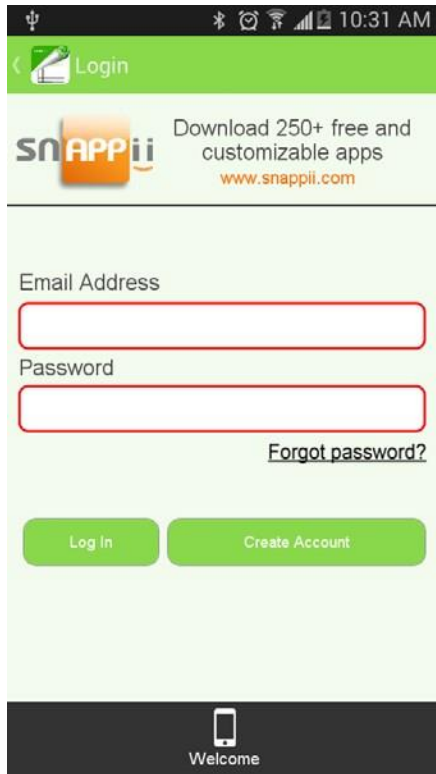 10:31 AM
Login
snAPPii
Download 250+ free and
customizable apps
www.snappii.com
Email Address
Password
Forgot password?
Log In
Create Account
Welcome